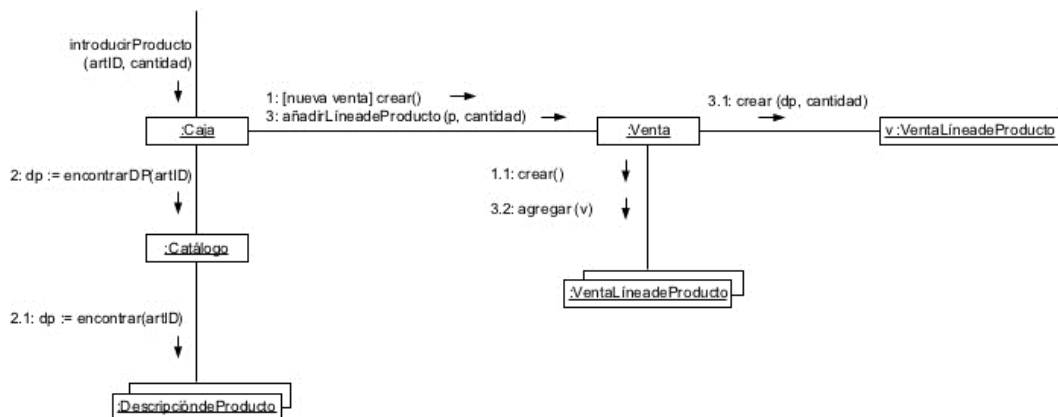 introducirProducto
(artID, cantidad)
1: [nueva venta] crear()
3: añadirLíneadeProducto (p, cantidad)
3.1: crear (dp, cantidad)
:Caja
:Venta
v :VentaLíneadeProducto
2: dp := encontrarDP(artID)
1.1: crear()
3.2: agregar (v)
:Catálogo
:VentaLíneadeProducto
2.1: dp := encontrar(artID)
:DescripcióndeProducto